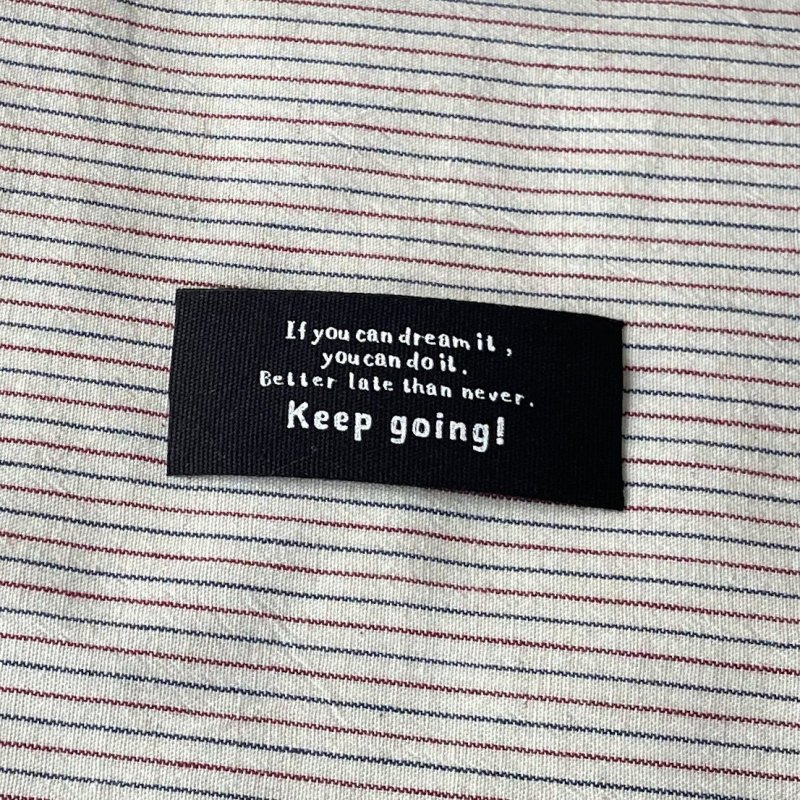 If you can dream it,
you can do it.
Better late than never.
Keep going!